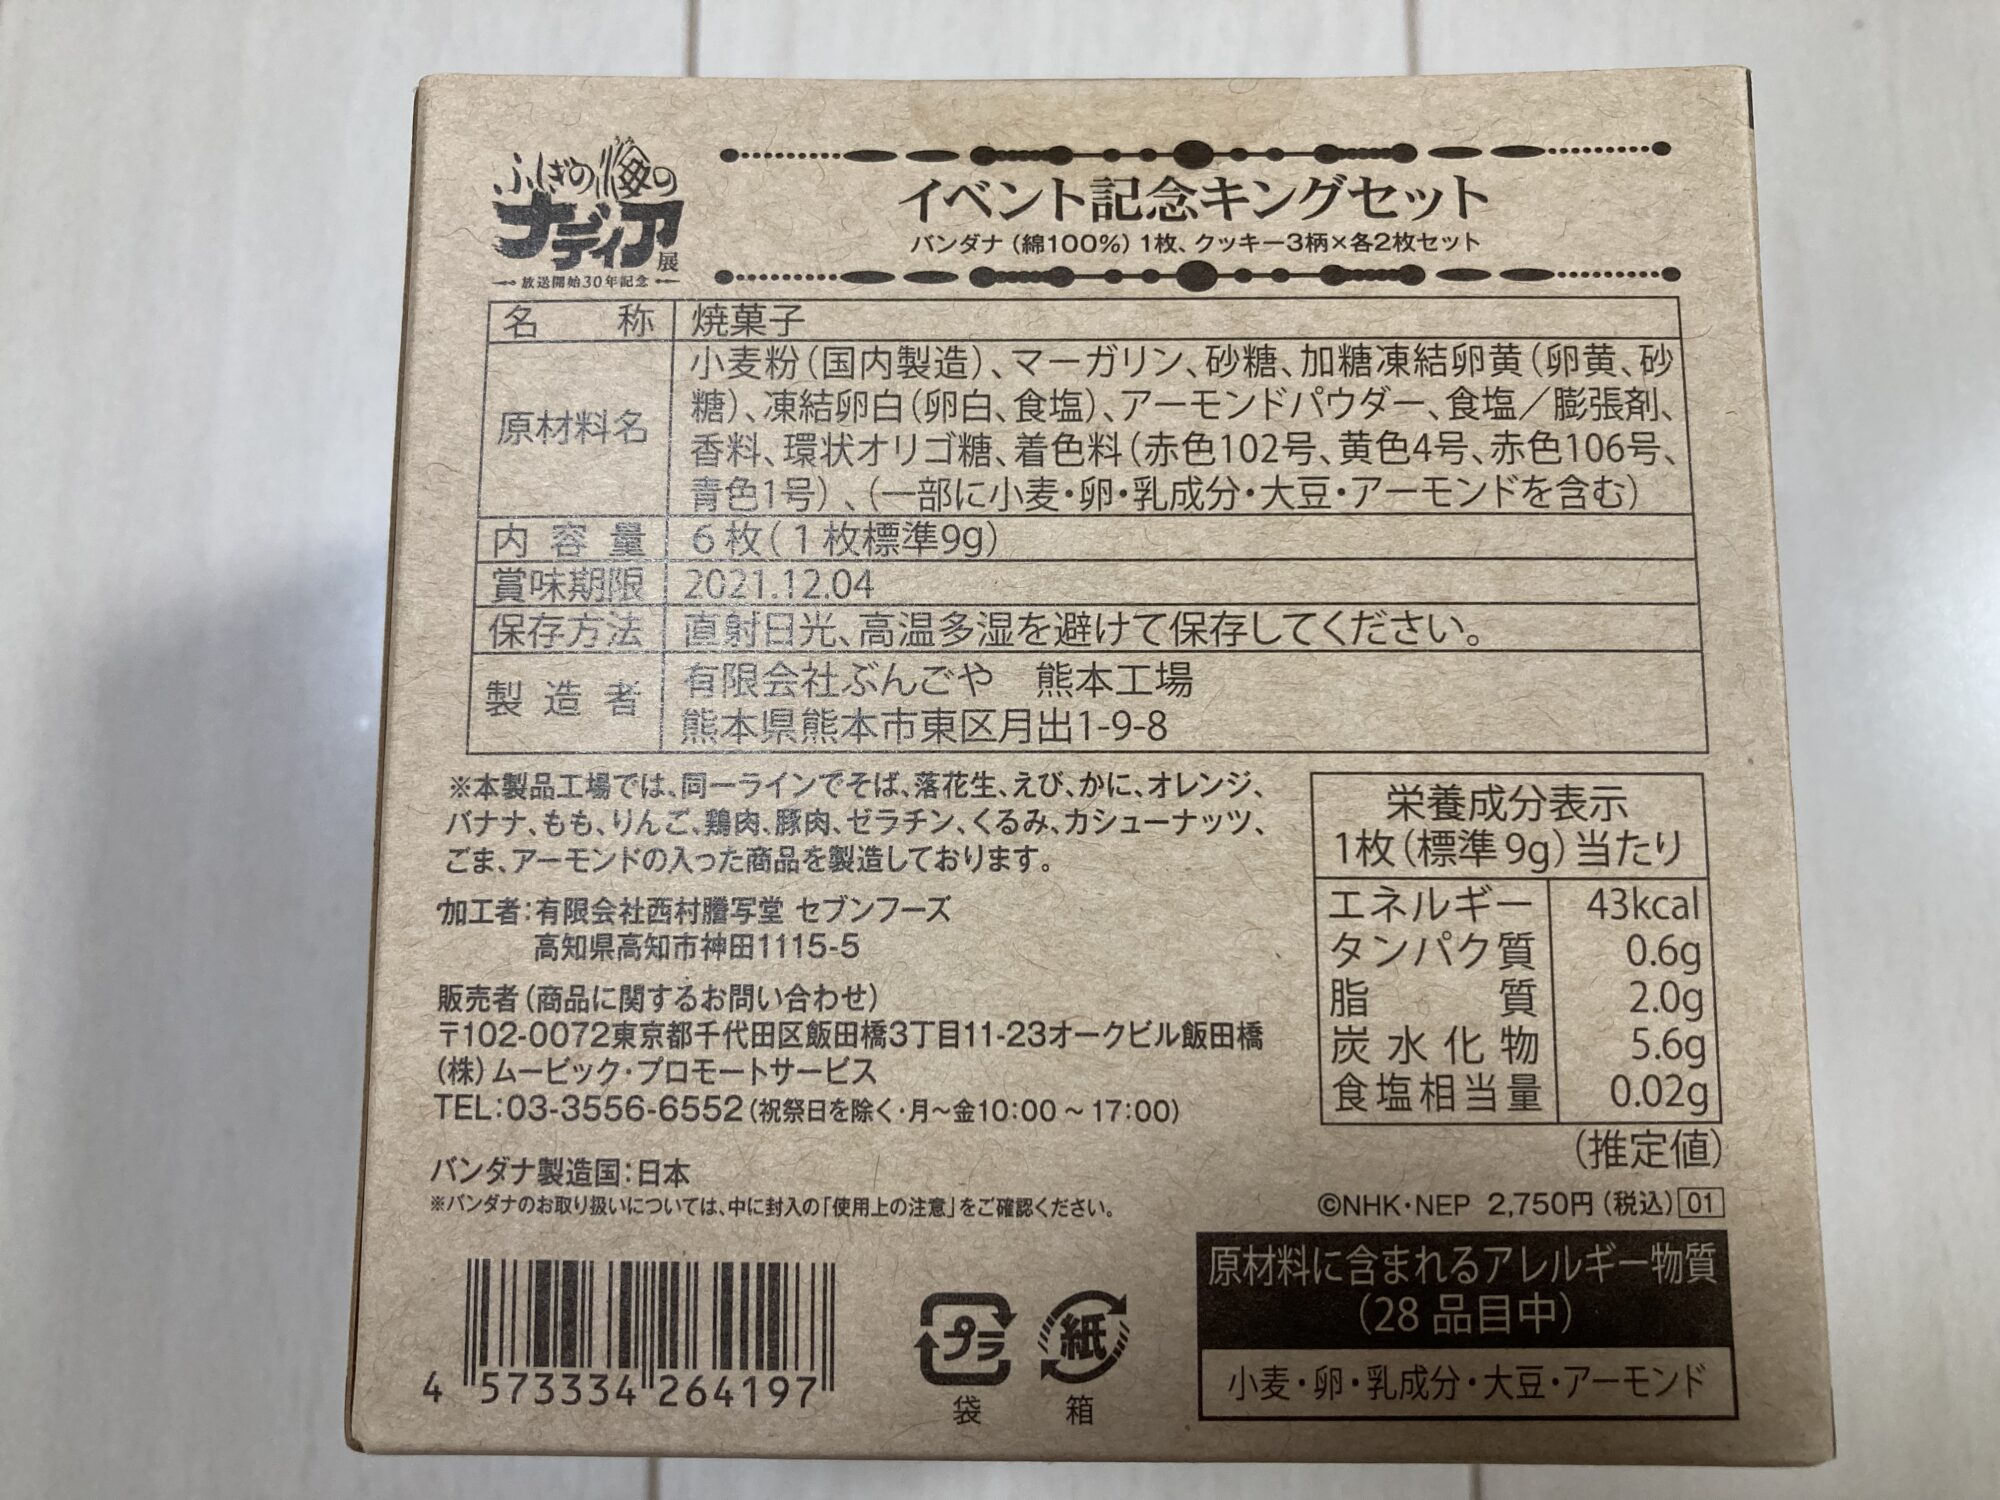 ふしぎの海の
ナディア展
放送開始30年記念
イベント記念キングセット
バンダナ（綿100%）1枚、クッキー3柄×各2枚セット
名称 焼菓子
原材料名 小麦粉（国内製造）、マーガリン、砂糖、加糖凍結卵黄（卵黄、砂
糖）、凍結卵白（卵白、食塩）、アーモンドパウダー、食塩／膨張剤、
香料、環状オリゴ糖、着色料（赤色102号、黄色4号、赤色106号、
青色1号）、（一部に小麦・卵・乳成分・大豆・アーモンドを含む）
内容量 6枚（1枚標準9g）
賞味期限 2021.12.04
保存方法 直射日光、高温多湿を避けて保存してください。
製造者 有限会社ぶんごや　熊本工場
熊本県熊本市東区月出1-9-8
※本製品工場では、同一ラインでそば、落花生、えび、かに、オレンジ、
バナナ、もも、りんご、鶏肉、豚肉、ゼラチン、くるみ、カシューナッツ、
ごま、アーモンドの入った商品を製造しております。
加工者：有限会社西村謄写堂 セブンフーズ
高知県高知市神田1115-5
販売者（商品に関するお問い合わせ）
〒102-0072東京都千代田区飯田橋3丁目11-23オークビル飯田橋
（株）ムービック・プロモートサービス
TEL：03-3556-6552（祝祭日を除く・月～金10：00～17：00）
バンダナ製造国：日本
※バンダナのお取り扱いについては、中に封入の「使用上の注意」をご確認ください。
栄養成分表示
1枚（標準9g）当たり
エネルギー 43kcal
タンパク質 0.6g
脂質 2.0g
炭水化物 5.6g
食塩相当量 0.02g
（推定値）
©NHK・NEP 2,750円（税込）01
4 573334 264197
プラ
袋
紙
箱
原材料に含まれるアレルギー物質
（28品目中）
小麦・卵・乳成分・大豆・アーモンド